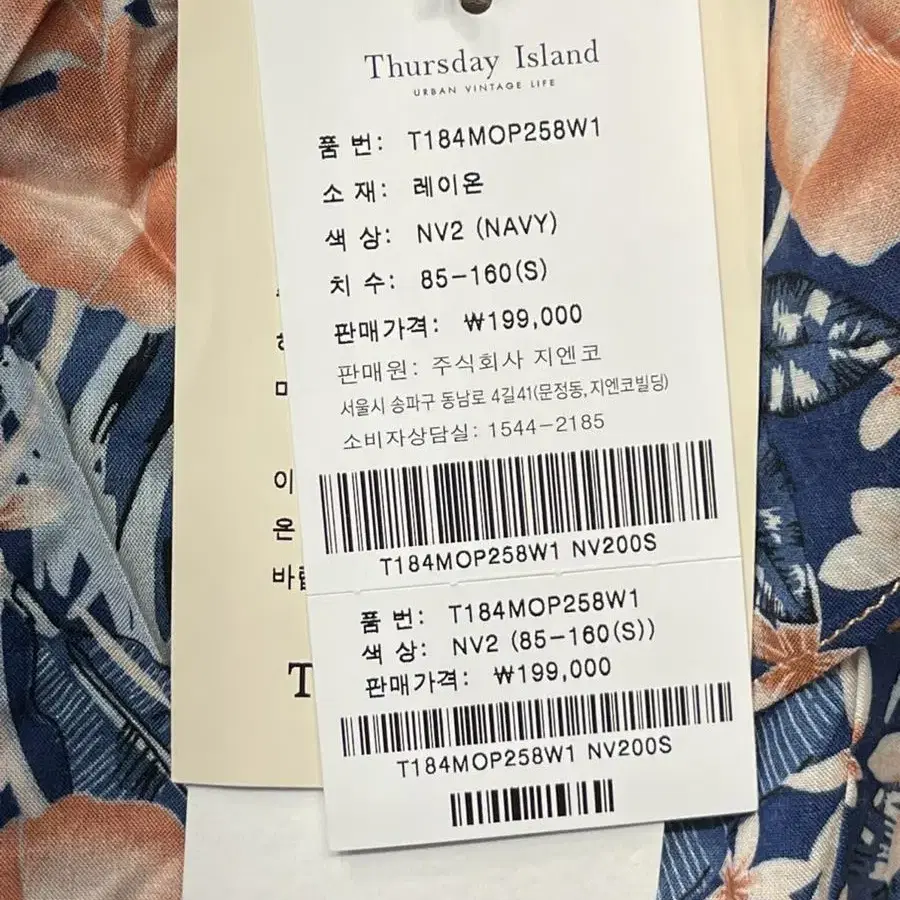 Thursday Island
URBAN VINTAGE LIFE
품 번: T184MOP258W1
소 재: 레이온
색 상: NV2 (NAVY)
치 수: 85-160(S)
판매가격: ₩199,000
판매원: 주식회사 지엔코
서울시 송파구 동남로 4길41(문정동,지엔코빌딩)
소비자상담실: 1544-2185
T184MOP258W1 NV200S
품 번: T184MOP258W1
색 상: NV2 (85-160(S))
판매가격: ₩199,000
T184MOP258W1 NV200S
이
온
T